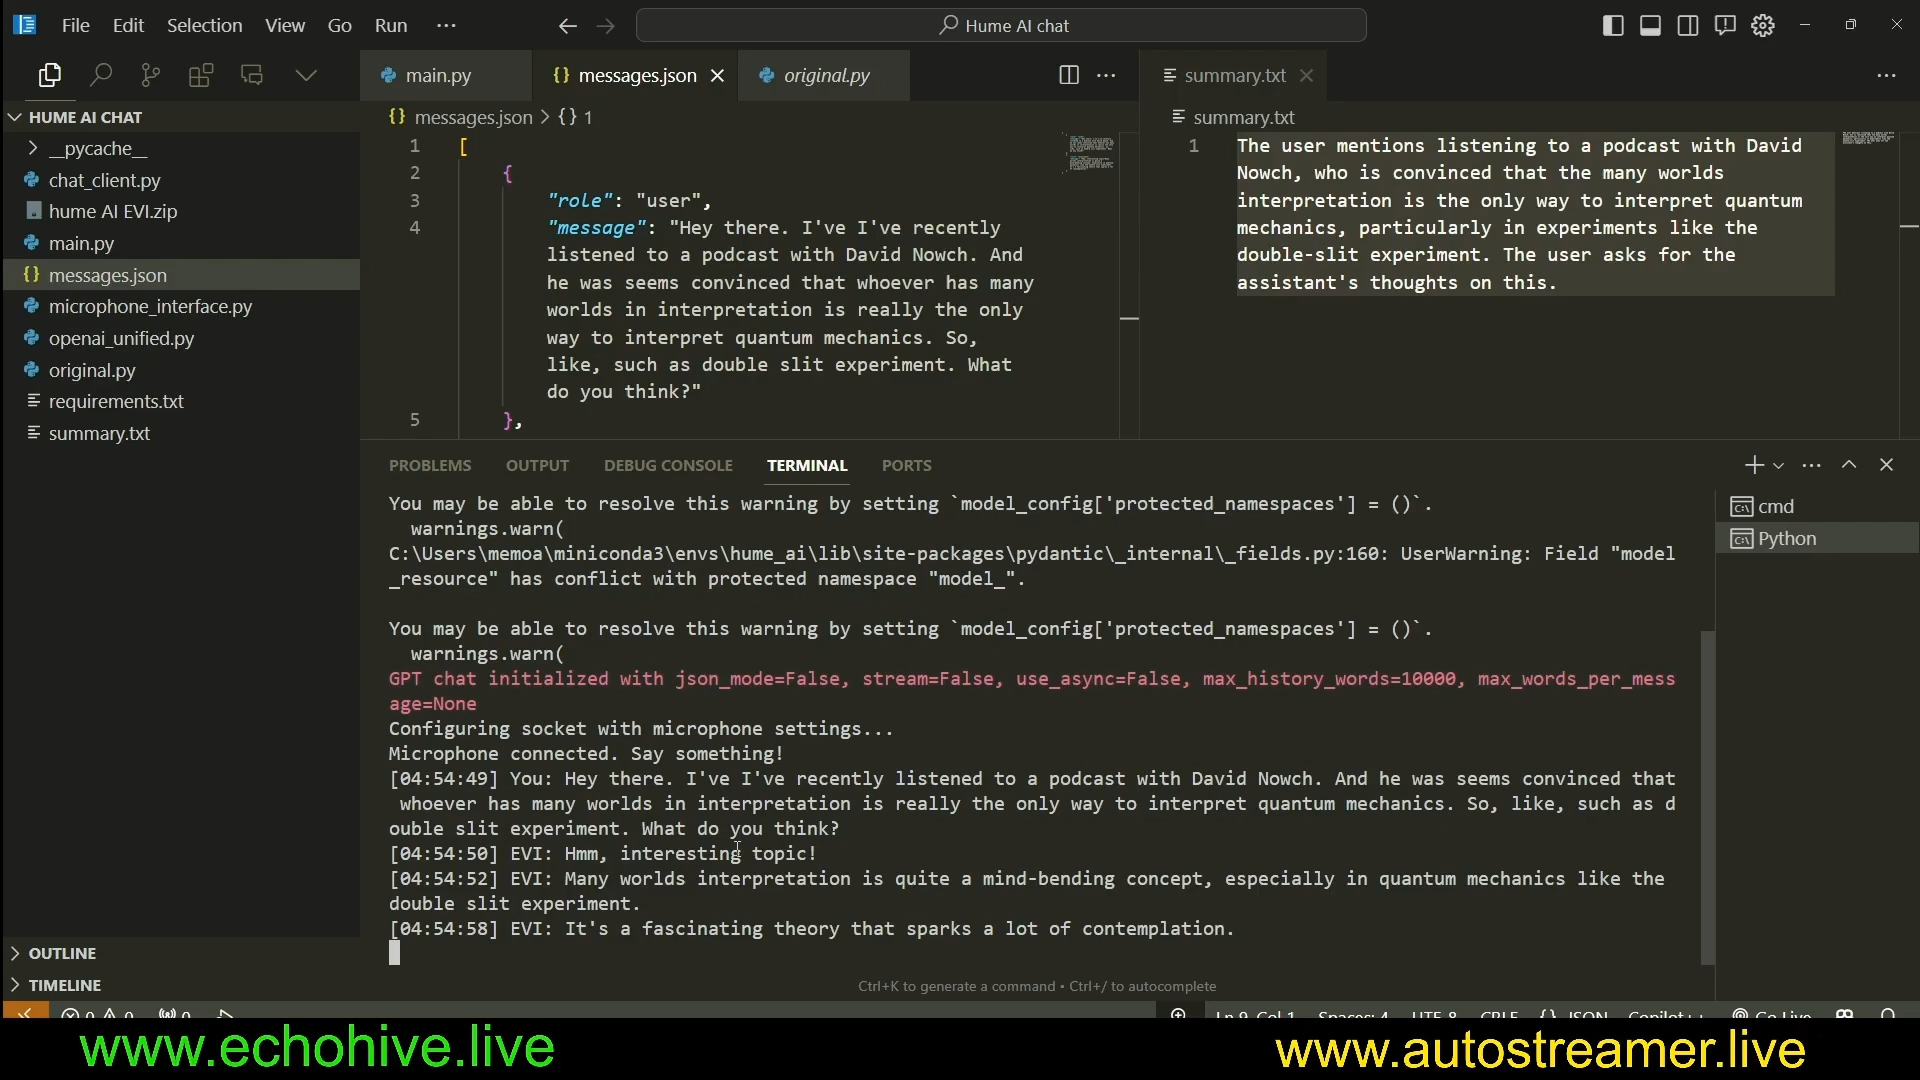 File Edit Selection View Go Run ···
Hume AI chat
HUME AI CHAT
__pycache__
chat_client.py
hume AI EVI.zip
main.py
messages.json
microphone_interface.py
openai_unified.py
original.py
requirements.txt
summary.txt
OUTLINE
TIMELINE
main.py
{} messages.json
original.py
{} messages.json > {} 1
1 [
2 {
3 "role": "user",
4 "message": "Hey there. I've I've recently
listened to a podcast with David Nowch. And
he was seems convinced that whoever has many
worlds in interpretation is really the only
way to interpret quantum mechanics. So,
like, such as double slit experiment. What
do you think?"
5 },
summary.txt
summary.txt
1 The user mentions listening to a podcast with David
Nowch, who is convinced that the many worlds
interpretation is the only way to interpret quantum
mechanics, particularly in experiments like the
double-slit experiment. The user asks for the
assistant's thoughts on this.
PROBLEMS OUTPUT DEBUG CONSOLE TERMINAL PORTS
You may be able to resolve this warning by setting `model_config['protected_namespaces'] = ()`.
warnings.warn(
C:\Users\memoa\miniconda3\envs\hume_ai\lib\site-packages\pydantic\_internal\_fields.py:160: UserWarning: Field "model
_resource" has conflict with protected namespace "model_".
You may be able to resolve this warning by setting `model_config['protected_namespaces'] = ()`.
warnings.warn(
GPT chat initialized with json_mode=False, stream=False, use_async=False, max_history_words=10000, max_words_per_mess
age=None
Configuring socket with microphone settings...
Microphone connected. Say something!
[04:54:49] You: Hey there. I've I've recently listened to a podcast with David Nowch. And he was seems convinced that
whoever has many worlds in interpretation is really the only way to interpret quantum mechanics. So, like, such as d
ouble slit experiment. What do you think?
[04:54:50] EVI: Hmm, interesting topic!
[04:54:52] EVI: Many worlds interpretation is quite a mind-bending concept, especially in quantum mechanics like the
double slit experiment.
[04:54:58] EVI: It's a fascinating theory that sparks a lot of contemplation.
cmd
Python
Ctrl+K to generate a command • Ctrl+/ to autocomplete
0 0 0
Ln 9, Col 1 Spaces: 4 UTF-8 CRLF {} JSON Copilot++ Go Live
www.echohive.live
www.autostreamer.live